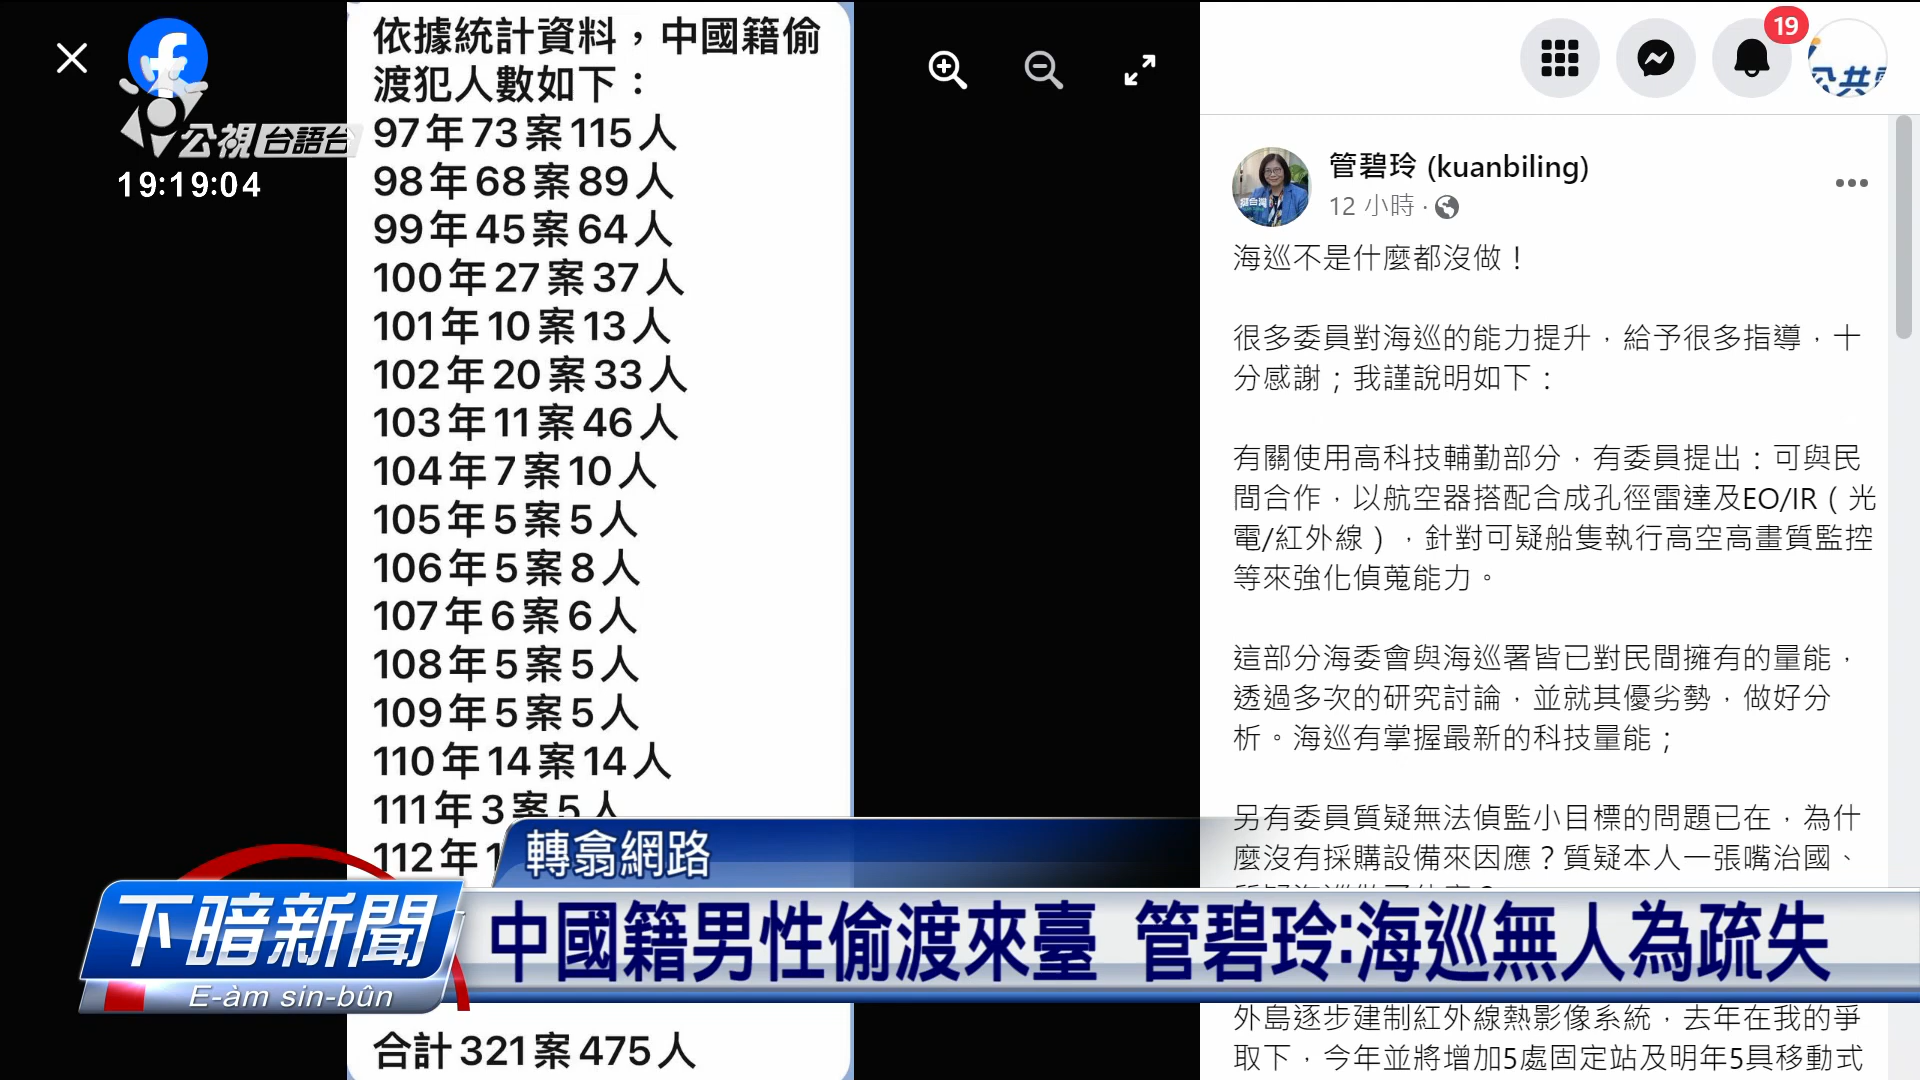 公視台語台
19:19:04
依據統計資料，中國籍偷
渡犯人數如下：
97年73案115人
98年68案89人
99年45案64人
100年27案37人
101年10案13人
102年20案33人
103年11案46人
104年7案10人
105年5案5人
106年5案8人
107年6案6人
108年5案5人
109年5案5人
110年14案14人
111年3案5人
112年1
合計321案475人
19
公共電
管碧玲 (kuanbiling)
12 小時
海巡不是什麼都沒做！
很多委員對海巡的能力提升，給予很多指導，十
分感謝；我謹說明如下：
有關使用高科技輔勤部分，有委員提出：可與民
間合作，以航空器搭配合成孔徑雷達及EO/IR（光
電/紅外線），針對可疑船隻執行高空高畫質監控
等來強化偵蒐能力。
這部分海委會與海巡署皆已對民間擁有的量能，
透過多次的研究討論，並就其優劣勢，做好分
析。海巡有掌握最新的科技量能；
另有委員質疑無法偵監小目標的問題已在，為什
麼沒有採購設備來因應？質疑本人一張嘴治國、
外島逐步建制紅外線熱影像系統，去年在我的爭
取下，今年並將增加5處固定站及明年5具移動式
轉翕網路
下暗新聞
E-àm sin-bûn
中國籍男性偷渡來臺 管碧玲:海巡無人為疏失